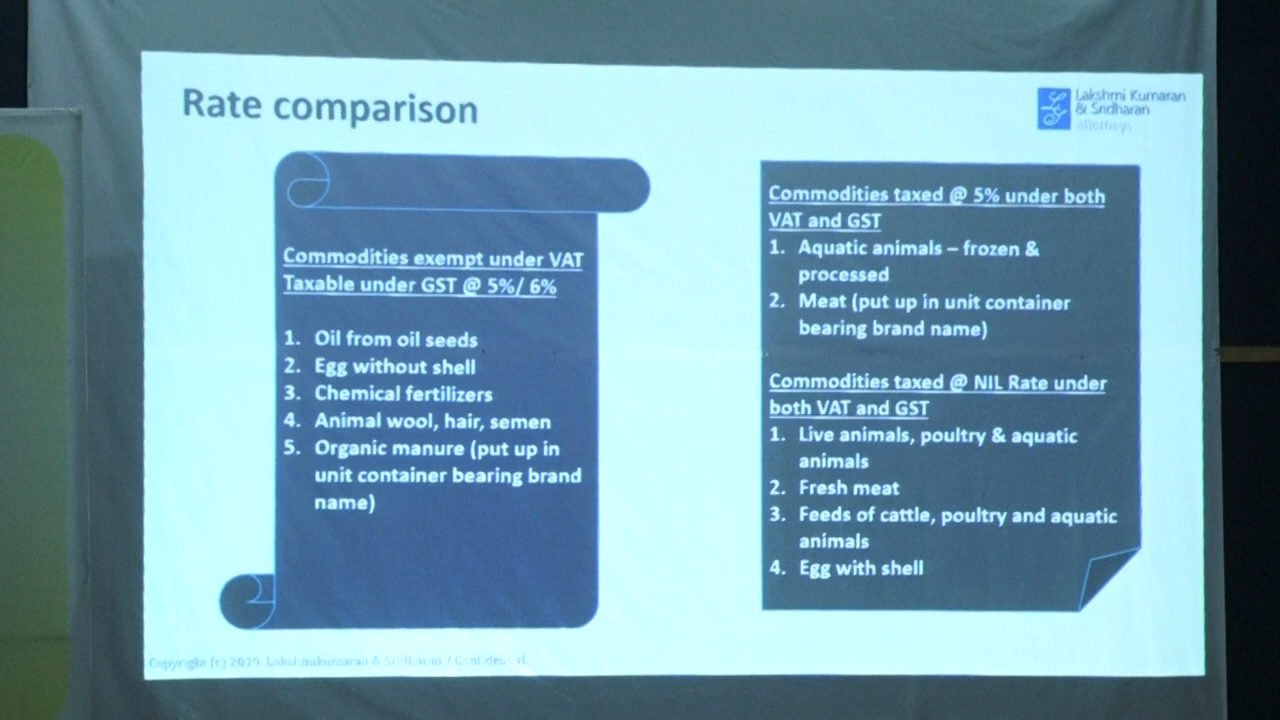 Rate comparison
Lakshmi Kumaran
& Sridharan
attorneys
Commodities exempt under VAT
Taxable under GST @ 5%/ 6%
1. Oil from oil seeds
2. Egg without shell
3. Chemical fertilizers
4. Animal wool, hair, semen
5. Organic manure (put up in
unit container bearing brand
name)
Commodities taxed @ 5% under both
VAT and GST
1. Aquatic animals – frozen &
processed
2. Meat (put up in unit container
bearing brand name)
Commodities taxed @ NIL Rate under
both VAT and GST
1. Live animals, poultry & aquatic
animals
2. Fresh meat
3. Feeds of cattle, poultry and aquatic
animals
4. Egg with shell
Copyright (c) 2019. Lakshmikumaran & Sridharan / Confidential